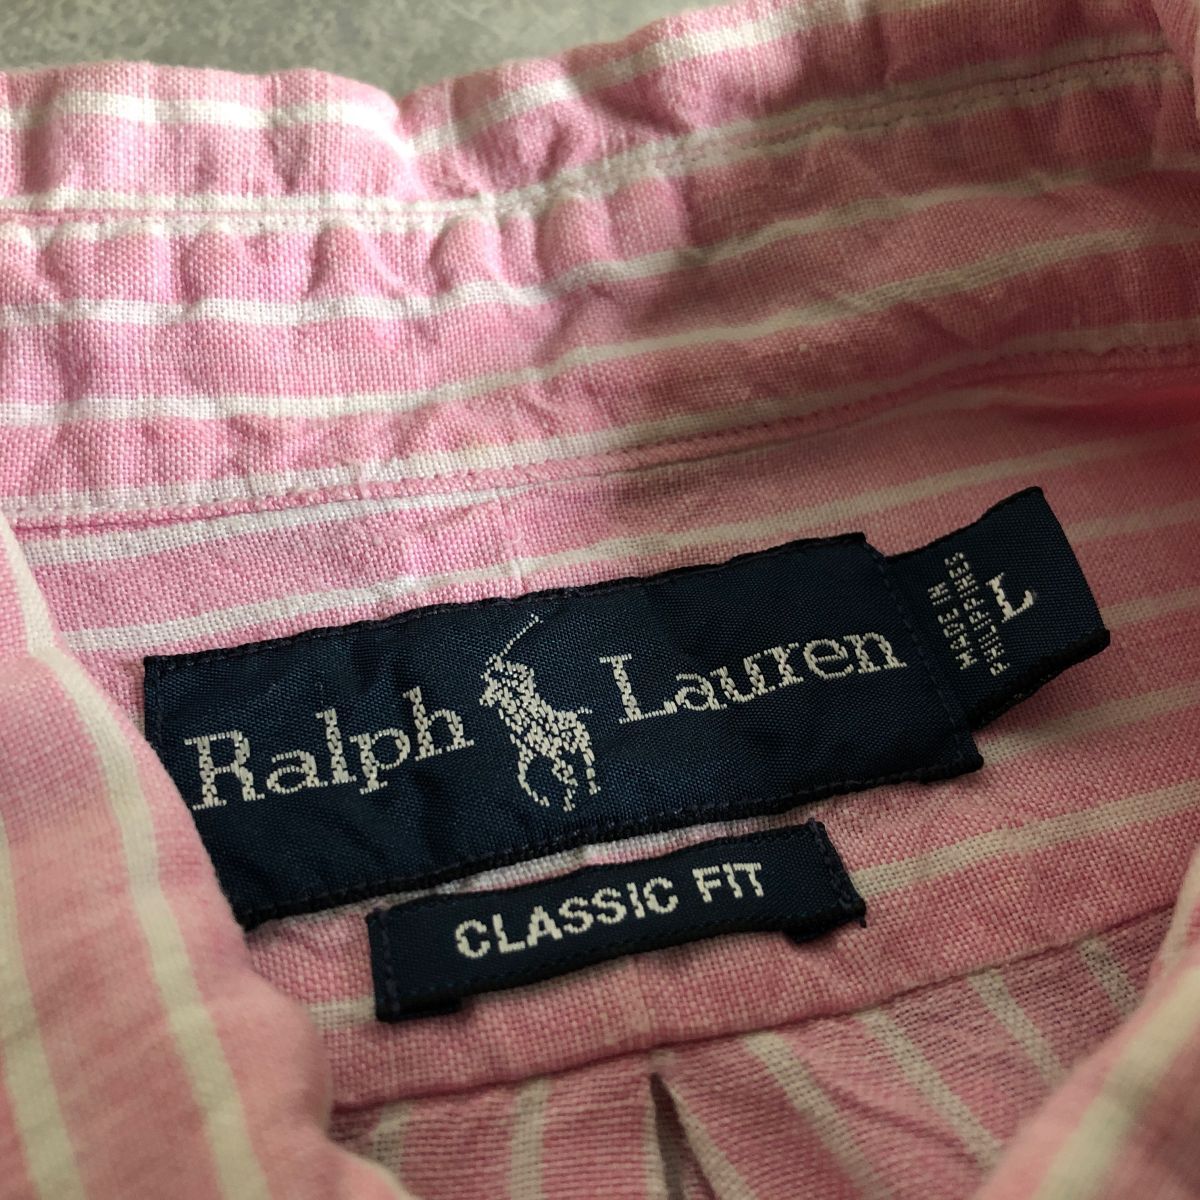 Ralph Lauren
MADE IN
PHILIPPINES
L
CLASSIC FIT